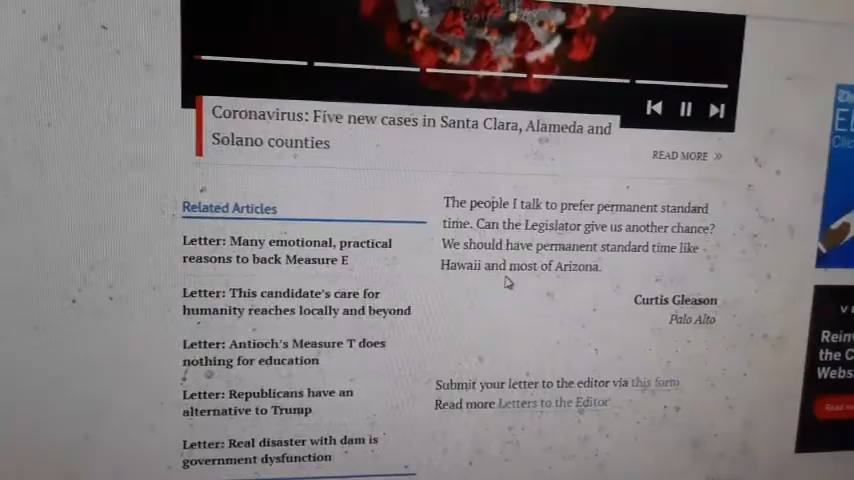 Coronavirus: Five new cases in Santa Clara, Alameda and
Solano counties
READ MORE »
Related Articles
Letter: Many emotional, practical
reasons to back Measure E
Letter: This candidate's care for
humanity reaches locally and beyond
Letter: Antioch's Measure T does
nothing for education
Letter: Republicans have an
alternative to Trump
Letter: Real disaster with dam is
government dysfunction
The people I talk to prefer permanent standard
time. Can the Legislator give us another chance?
We should have permanent standard time like
Hawaii and most of Arizona.
Curtis Gleason
Palo Alto
Submit your letter to the editor via this form
Read more Letters to the Editor